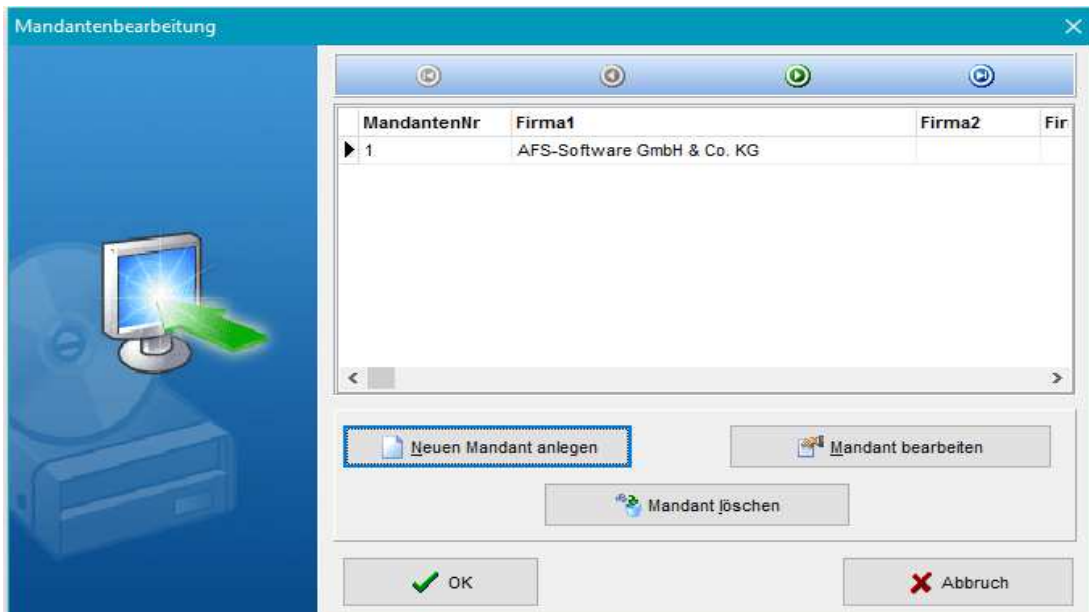 Mandantenbearbeitung
MandantenNr Firma1 Firma2 Fir
1 AFS-Software GmbH & Co. KG
Neuen Mandant anlegen Mandant bearbeiten
Mandant löschen
OK Abbruch